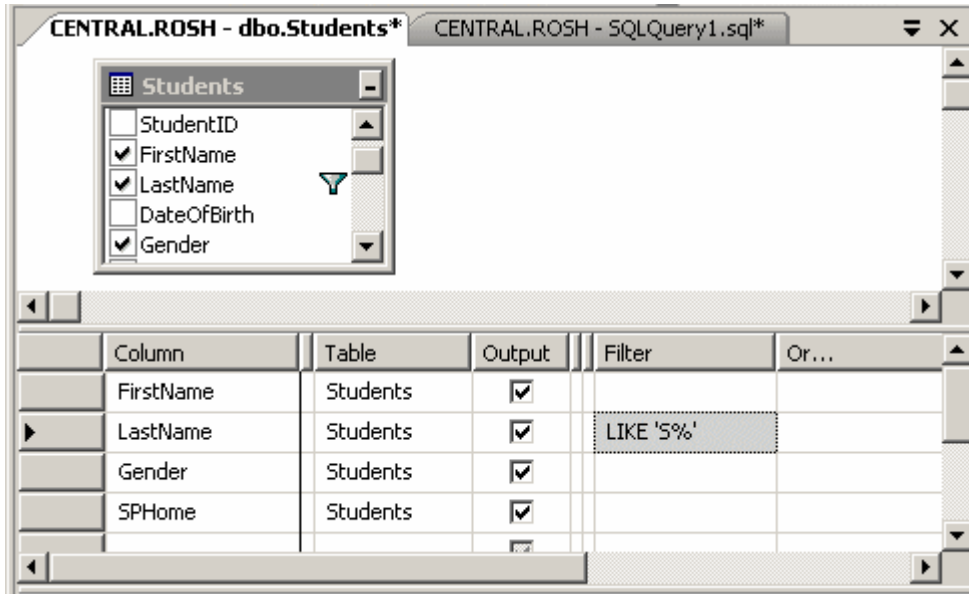 CENTRAL.ROSH - dbo.Students* CENTRAL.ROSH - SQLQuery1.sql*
Students
StudentID
FirstName
LastName
DateOfBirth
Gender
Column Table Output Filter Or...
FirstName Students
LastName Students LIKE 'S%'
Gender Students
SPHome Students